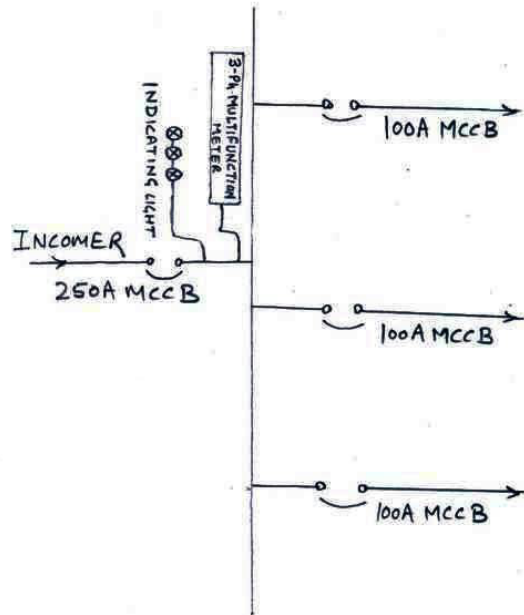 INDICATING LIGHT
3-Ph MULTIFUNCTION
METER
INCOMER
250A MCCB
100A MCCB
100A MCCB
100A MCCB